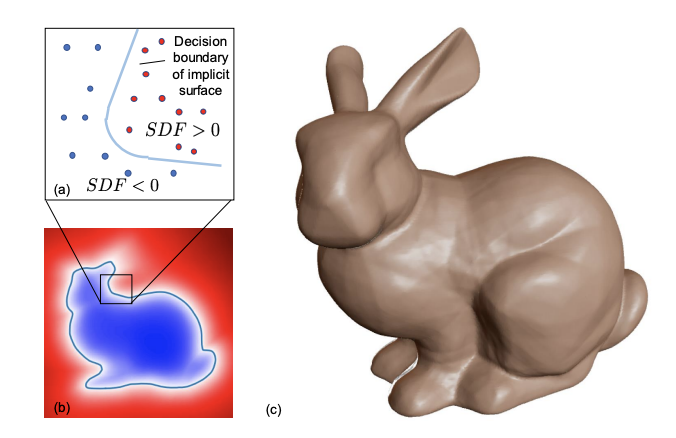 Decision
boundary
of implicit
surface
SDF > 0
(a) SDF < 0
(b)
(c)